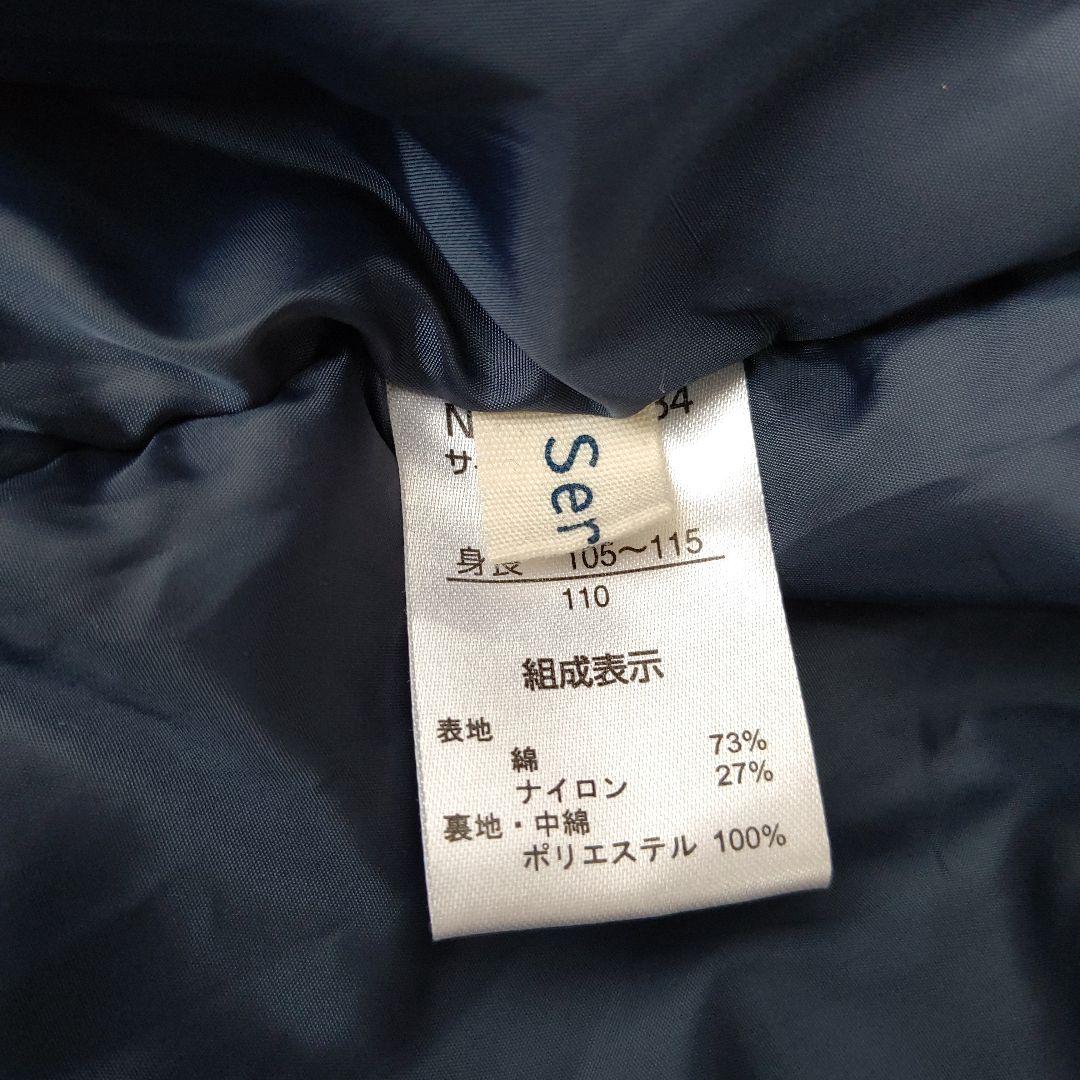 Ser
身長 105〜115
110
組成表示
表地
綿 73%
ナイロン 27%
裏地・中綿
ポリエステル 100%